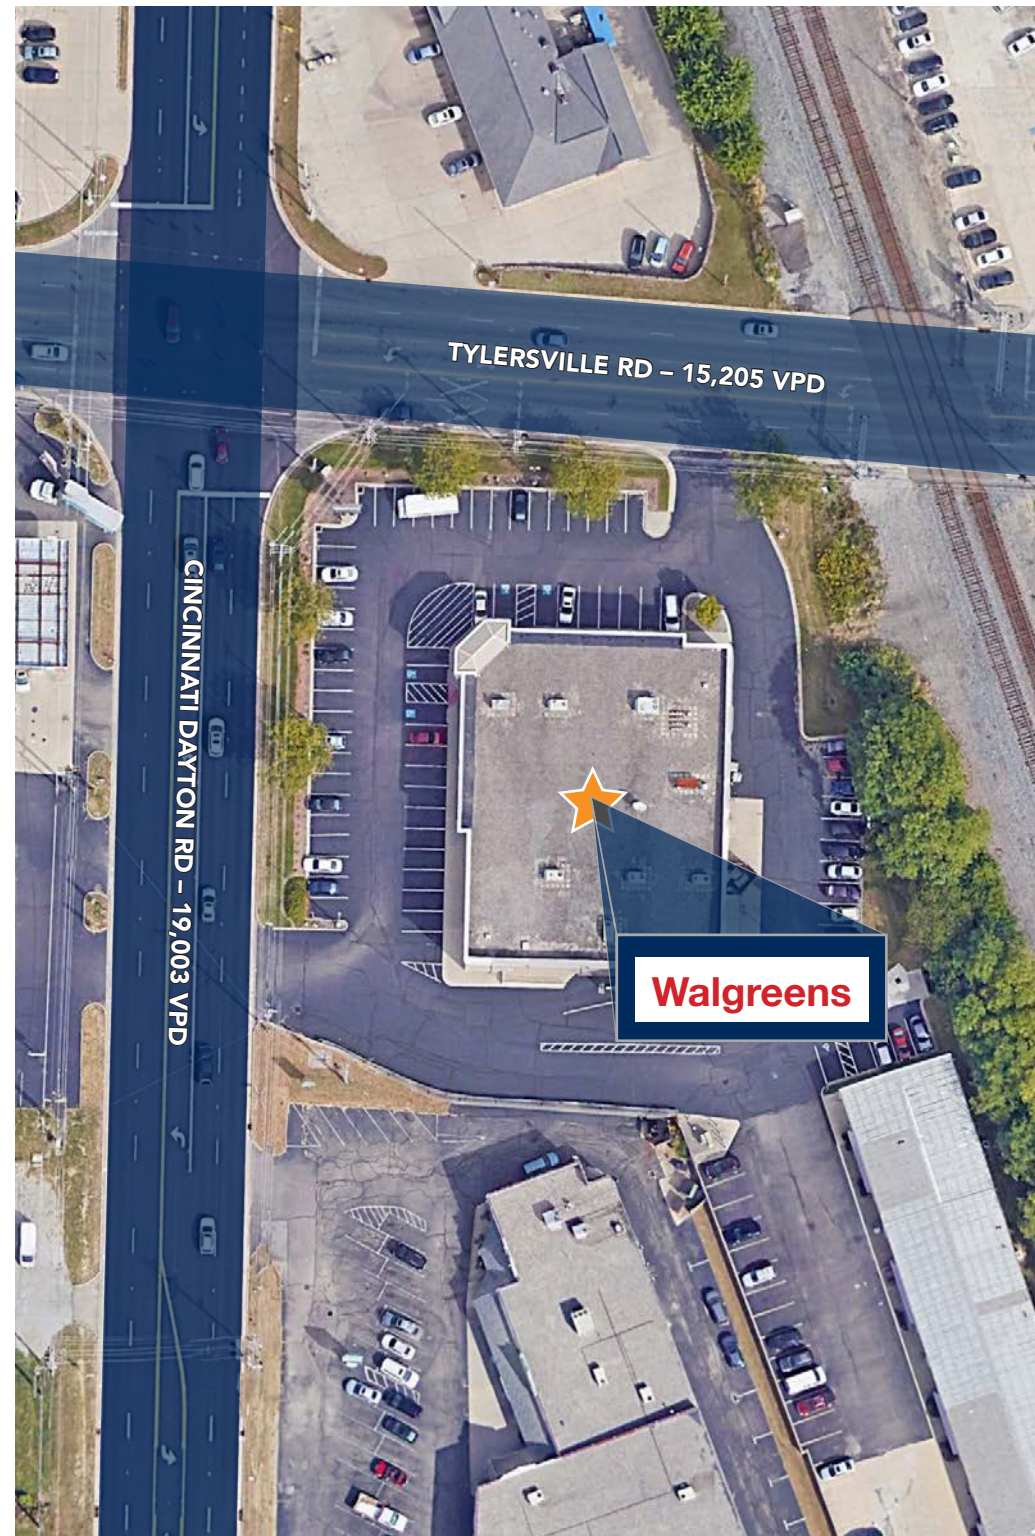 TYLERSVILLE RD – 15,205 VPD
CINCINNATI DAYTON RD – 19,003 VPD
Walgreens